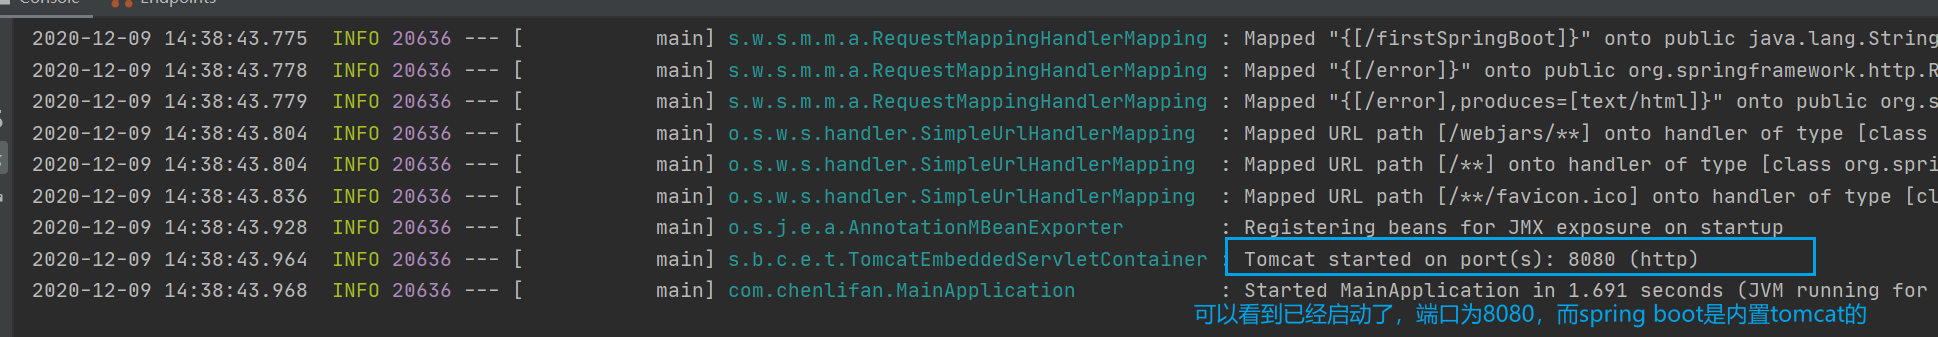 Console Endpoints
2020-12-09 14:38:43.775  INFO 20636 --- [           main] s.w.s.m.m.a.RequestMappingHandlerMapping : Mapped "{[/firstSpringBoot]}" onto public java.lang.String
2020-12-09 14:38:43.778  INFO 20636 --- [           main] s.w.s.m.m.a.RequestMappingHandlerMapping : Mapped "{[/error]}" onto public org.springframework.http.R
2020-12-09 14:38:43.779  INFO 20636 --- [           main] s.w.s.m.m.a.RequestMappingHandlerMapping : Mapped "{[/error],produces=[text/html]}" onto public org.s
2020-12-09 14:38:43.804  INFO 20636 --- [           main] o.s.w.s.handler.SimpleUrlHandlerMapping  : Mapped URL path [/webjars/**] onto handler of type [class
2020-12-09 14:38:43.804  INFO 20636 --- [           main] o.s.w.s.handler.SimpleUrlHandlerMapping  : Mapped URL path [/**] onto handler of type [class org.spri
2020-12-09 14:38:43.836  INFO 20636 --- [           main] o.s.w.s.handler.SimpleUrlHandlerMapping  : Mapped URL path [/**/favicon.ico] onto handler of type [cl
2020-12-09 14:38:43.928  INFO 20636 --- [           main] o.s.j.e.a.AnnotationMBeanExporter        : Registering beans for JMX exposure on startup
2020-12-09 14:38:43.964  INFO 20636 --- [           main] s.b.c.e.t.TomcatEmbeddedServletContainer : Tomcat started on port(s): 8080 (http)
2020-12-09 14:38:43.968  INFO 20636 --- [           main] com.chenlifan.MainApplication            : Started MainApplication in 1.691 seconds (JVM running for
可以看到已经启动了，端口为8080，而spring boot是内置tomcat的